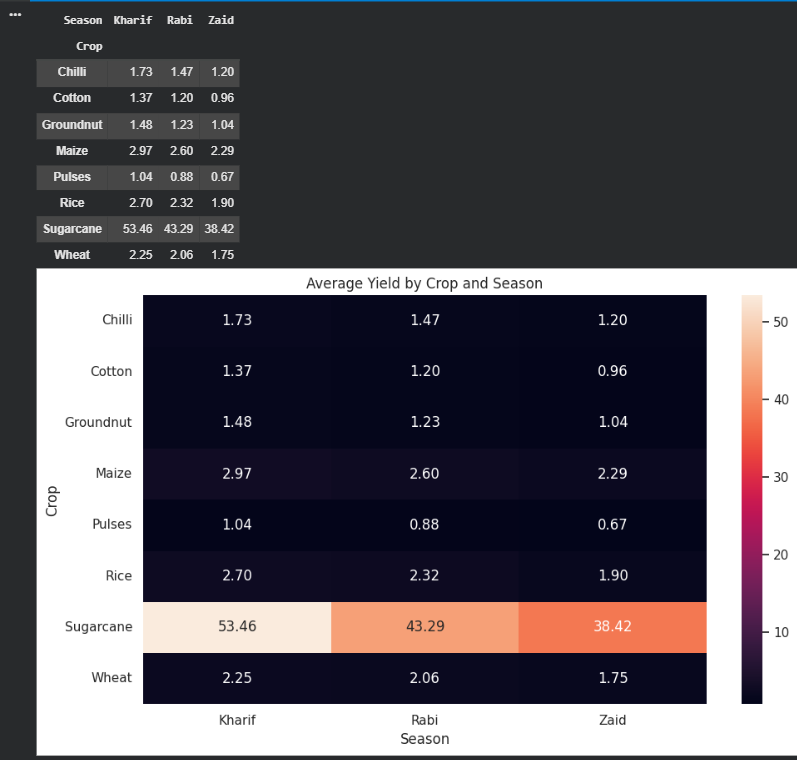 Season Kharif Rabi Zaid
Crop
Chilli 1.73 1.47 1.20
Cotton 1.37 1.20 0.96
Groundnut 1.48 1.23 1.04
Maize 2.97 2.60 2.29
Pulses 1.04 0.88 0.67
Rice 2.70 2.32 1.90
Sugarcane 53.46 43.29 38.42
Wheat 2.25 2.06 1.75
Average Yield by Crop and Season
Chilli 1.73 1.47 1.20
Cotton 1.37 1.20 0.96
Groundnut 1.48 1.23 1.04
Maize 2.97 2.60 2.29
Pulses 1.04 0.88 0.67
Rice 2.70 2.32 1.90
Sugarcane 53.46 43.29 38.42
Wheat 2.25 2.06 1.75
Crop
Kharif Rabi Zaid
Season
50
40
30
20
10